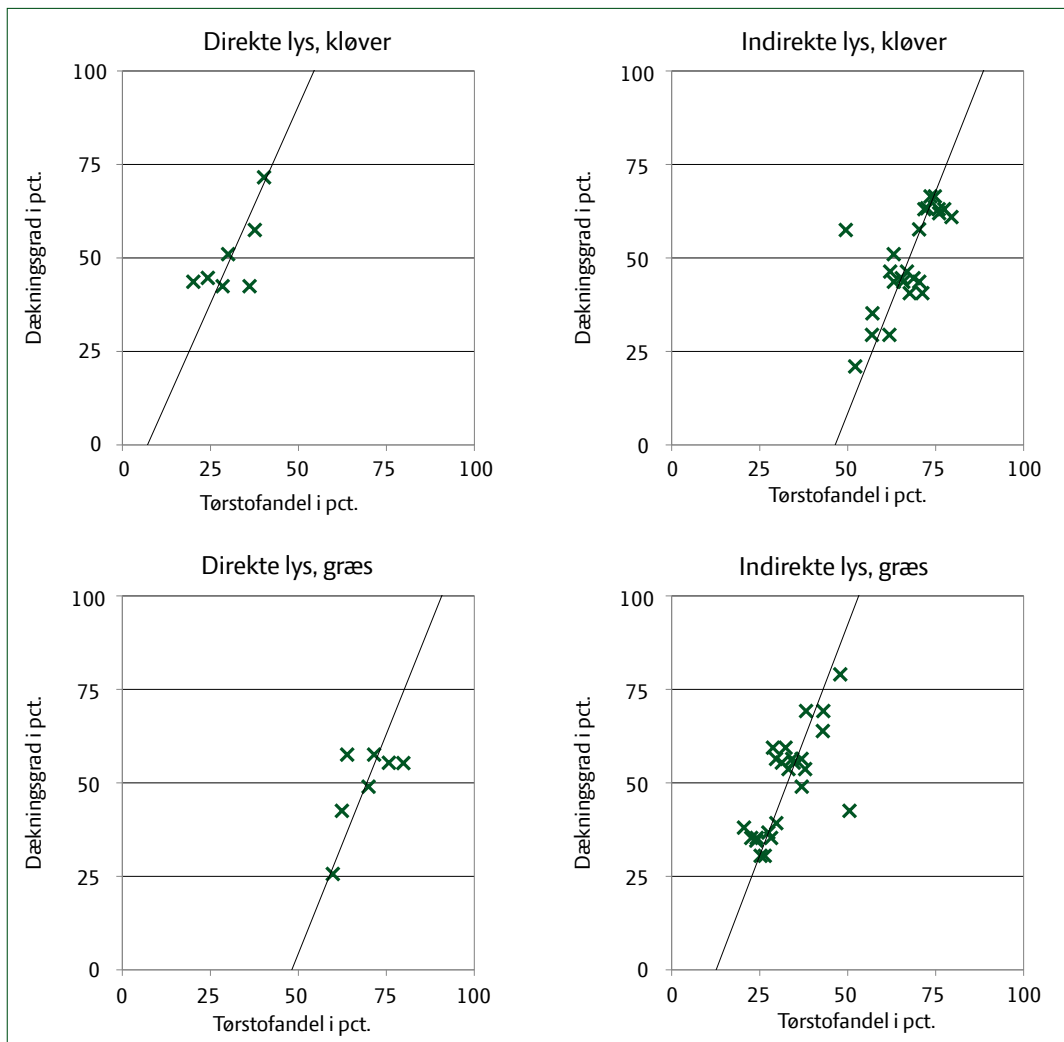 Direkte lys, kløver
100
75
50
25
0
Dækningsgrad i pct.
0 25 50 75 100
Tørstofandel i pct.
Indirekte lys, kløver
100
75
50
25
0
Dækningsgrad i pct.
0 25 50 75 100
Tørstofandel i pct.
Direkte lys, græs
100
75
50
25
0
Dækningsgrad i pct.
0 25 50 75 100
Tørstofandel i pct.
Indirekte lys, græs
100
75
50
25
0
Dækningsgrad i pct.
0 25 50 75 100
Tørstofandel i pct.